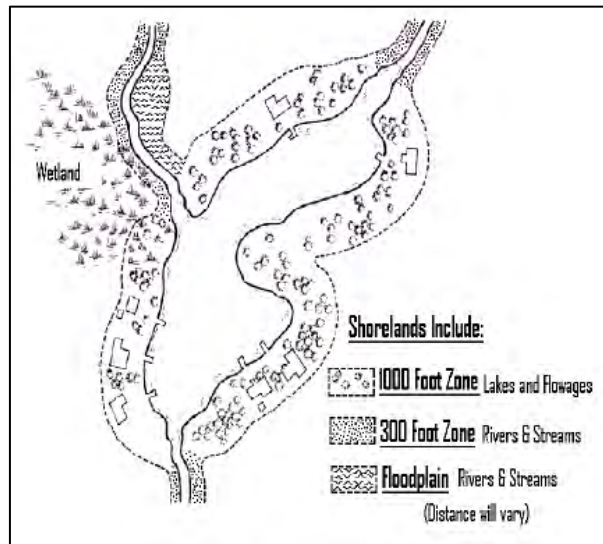 Wetland
Shorelands Include:
1000 Foot Zone Lakes and Flowages
300 Foot Zone Rivers & Streams
Floodplain Rivers & Streams
(Distance will vary)